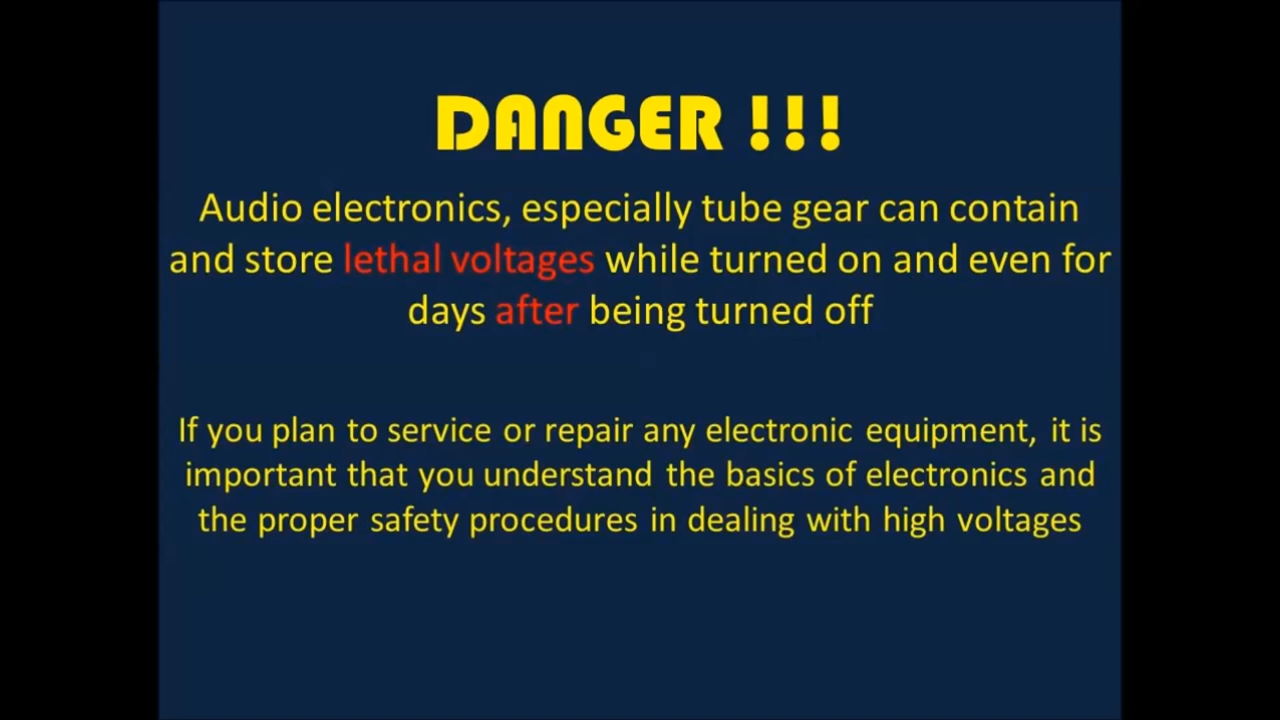 DANGER !!!
Audio electronics, especially tube gear can contain
and store lethal voltages while turned on and even for
days after being turned off
If you plan to service or repair any electronic equipment, it is
important that you understand the basics of electronics and
the proper safety procedures in dealing with high voltages